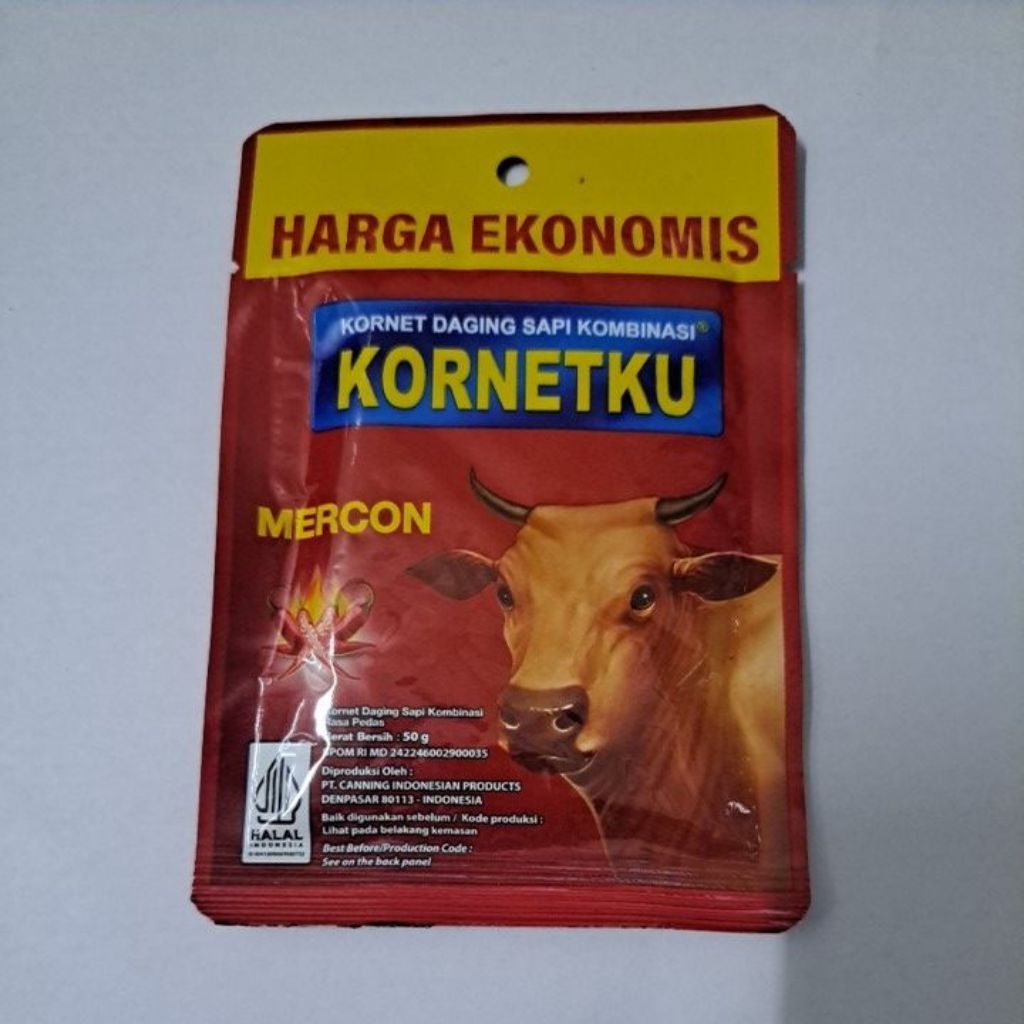 HARGA EKONOMIS
KORNET DAGING SAPI KOMBINASI®
KORNETKU
MERCON
Kornet Daging Sapi Kombinasi
Rasa Pedas
Berat Bersih : 50 g
BPOM RI MD 242246002900035
Diproduksi Oleh :
PT. CANNING INDONESIAN PRODUCTS
DENPASAR 80113 - INDONESIA
Baik digunakan sebelum / Kode produksi :
Lihat pada belakang kemasan
Best Before/Production Code :
See on the back panel
HALAL
INDONESIA